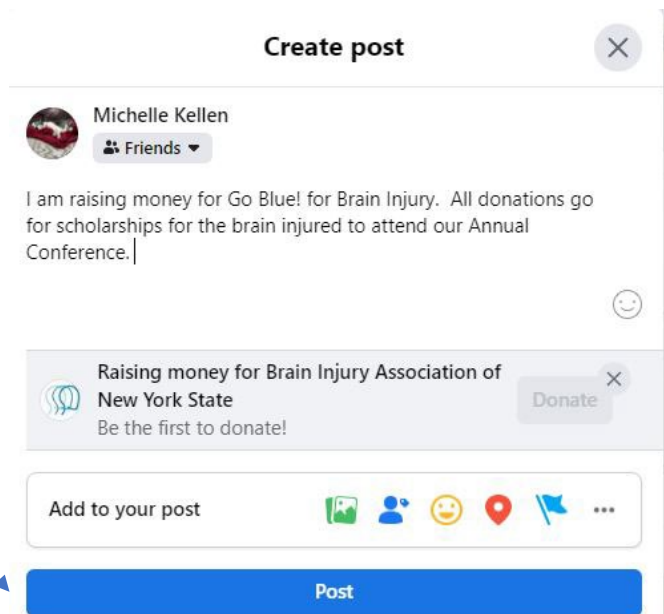 Create post
Michelle Kellen
Friends
I am raising money for Go Blue! for Brain Injury.  All donations go
for scholarships for the brain injured to attend our Annual
Conference.
Raising money for Brain Injury Association of
New York State
Donate
Be the first to donate!
Add to your post
Post